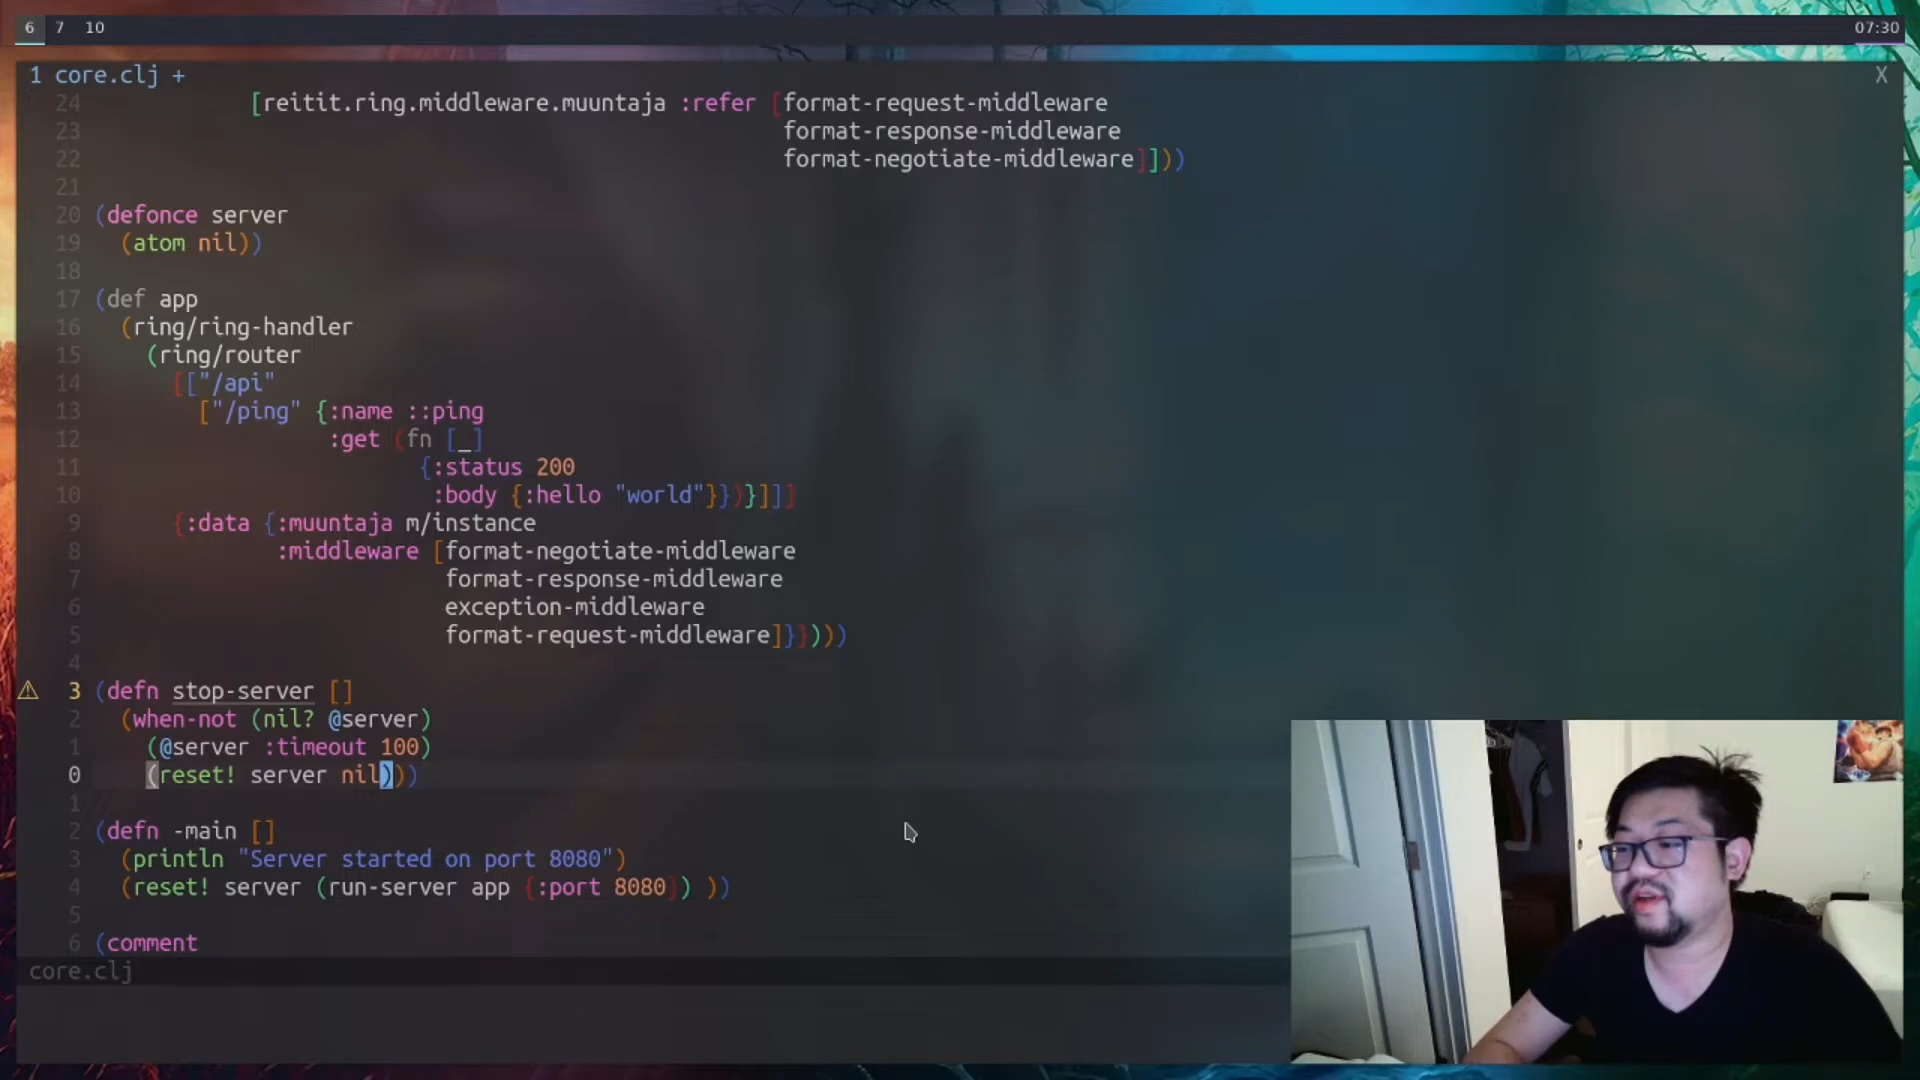 6 7 10 07:30
1 core.clj + X
24 [reitit.ring.middleware.muuntaja :refer [format-request-middleware
23 format-response-middleware
22 format-negotiate-middleware]]))
21
20 (defonce server
19 (atom nil))
18
17 (def app
16 (ring/ring-handler
15 (ring/router
14 [["/api"
13 ["/ping" {:name ::ping
12 :get (fn [_]
11 {:status 200
10 :body {:hello "world"}})}]]]
9 {:data {:muuntaja m/instance
8 :middleware [format-negotiate-middleware
7 format-response-middleware
6 exception-middleware
5 format-request-middleware]}})))
4
3 (defn stop-server []
2 (when-not (nil? @server)
1 (@server :timeout 100)
0 (reset! server nil)))
1
2 (defn -main []
3 (println "Server started on port 8080")
4 (reset! server (run-server app {:port 8080}) ))
5
6 (comment
core.clj